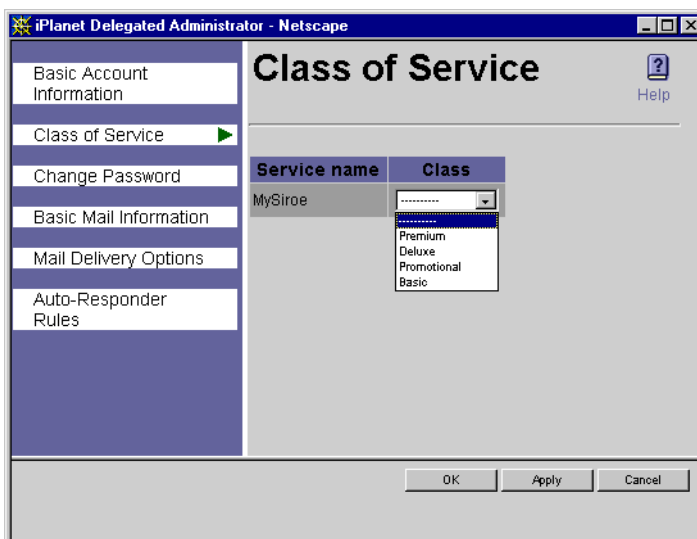 iPlanet Delegated Administrator - Netscape
Basic Account
Information
Class of Service
Change Password
Basic Mail Information
Mail Delivery Options
Auto-Responder
Rules
Class of Service
Help
Service name Class
MySiroe ---------
---------
Premium
Deluxe
Promotional
Basic
OK Apply Cancel